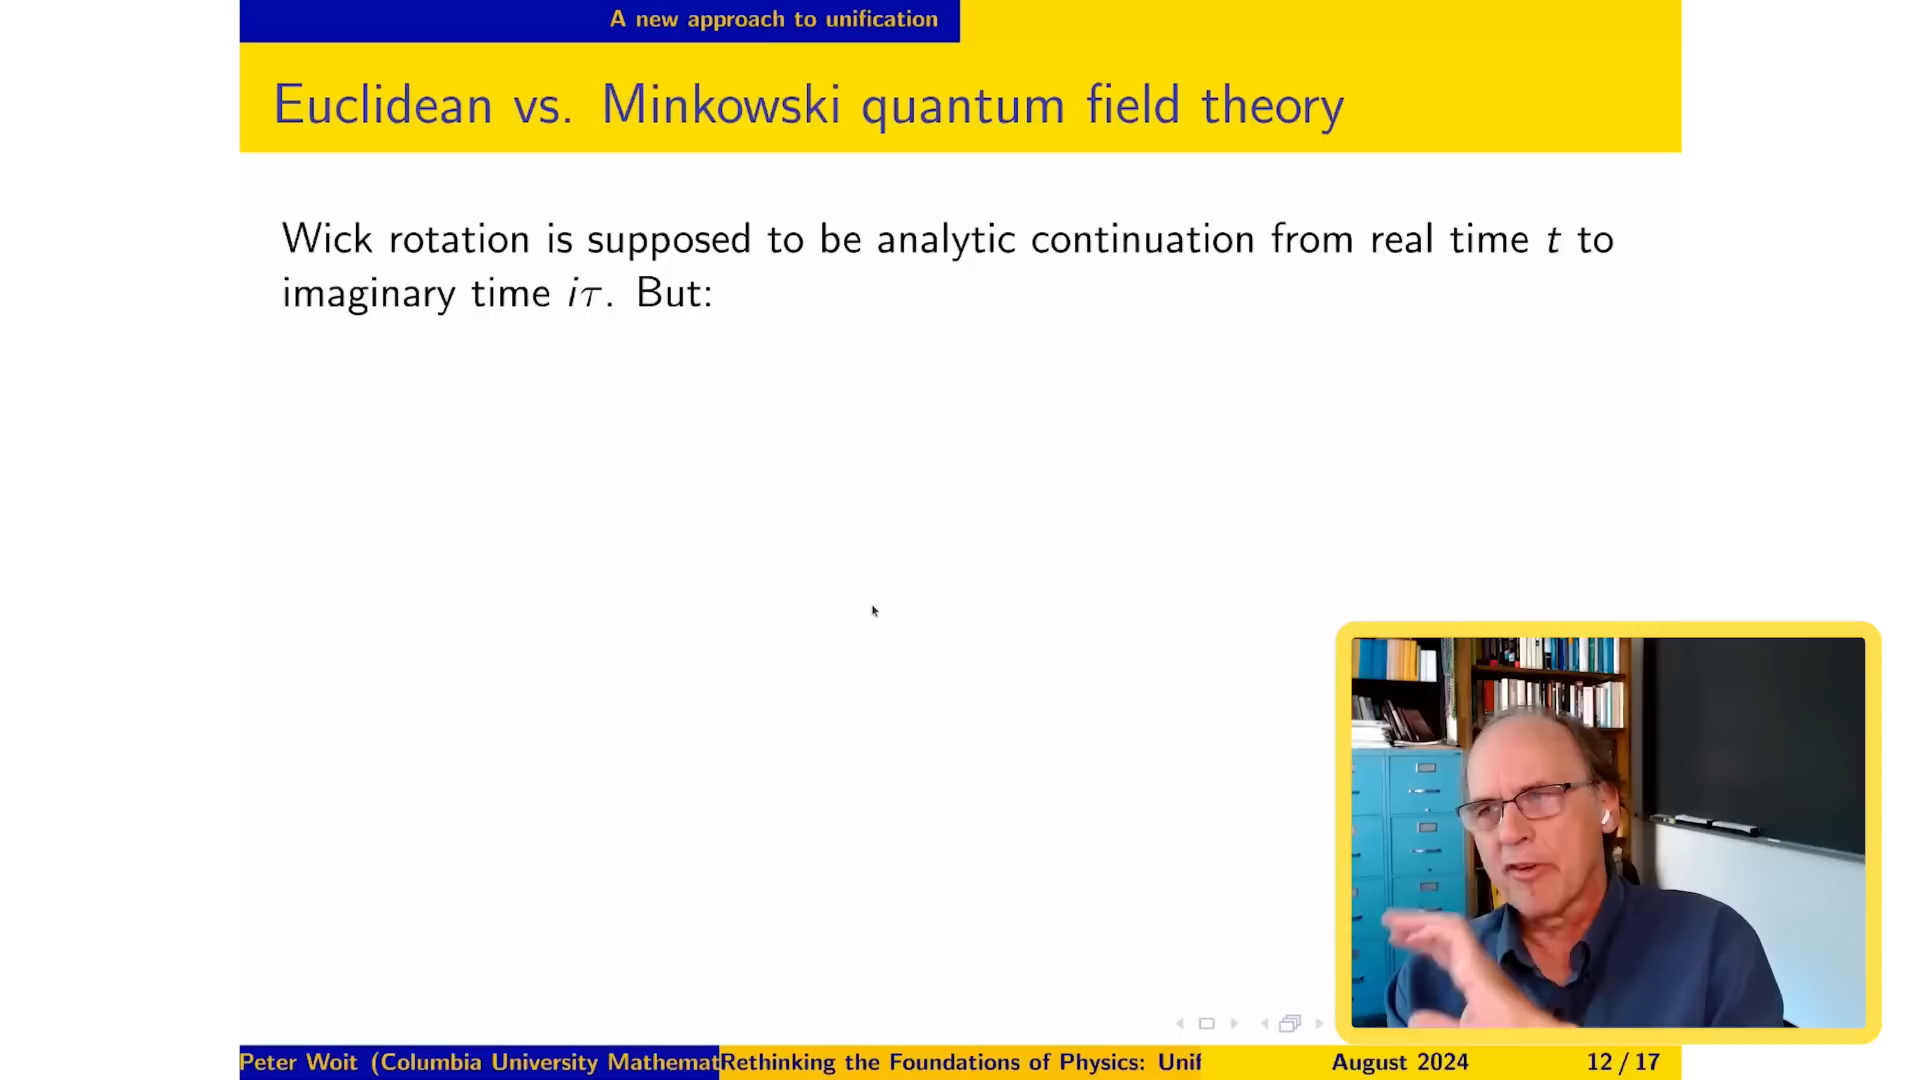 A new approach to unification
Euclidean vs. Minkowski quantum field theory
Wick rotation is supposed to be analytic continuation from real time t to
imaginary time iτ. But:
Peter Woit (Columbia University Mathemat
Rethinking the Foundations of Physics: Unif
August 2024
12 / 17